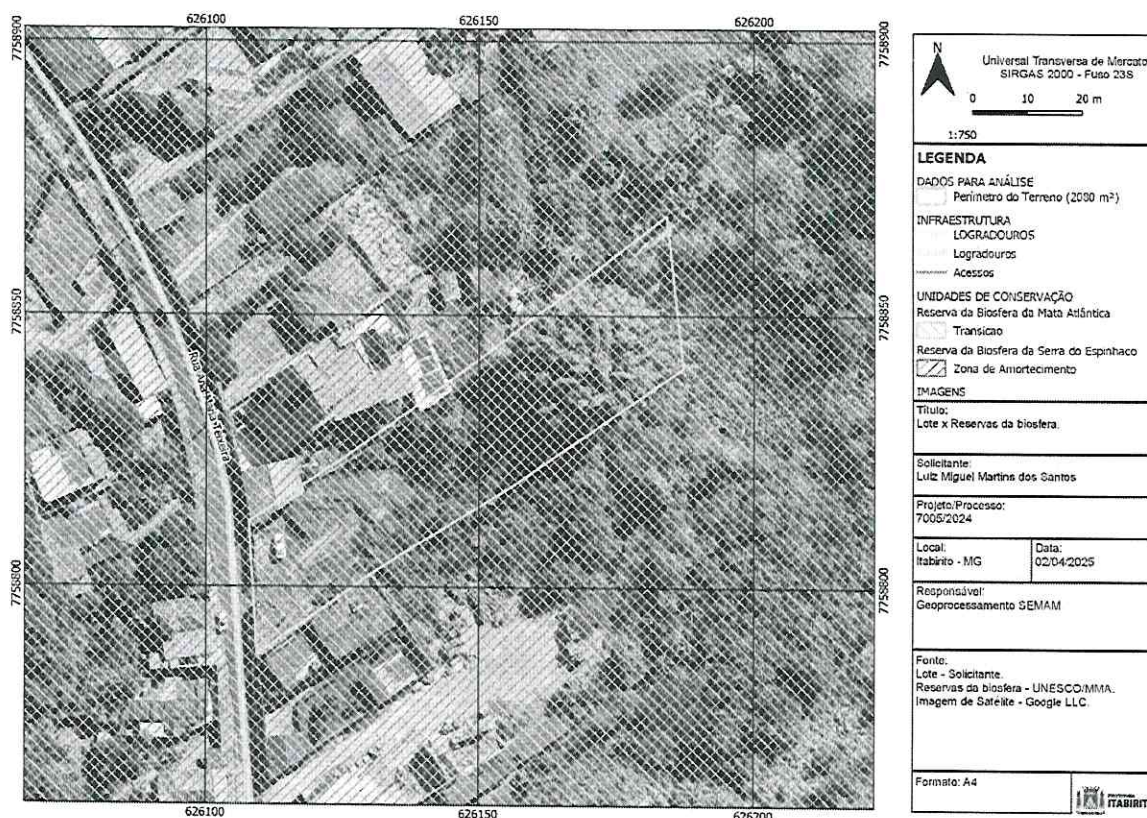 626100
626150
626200
7758900
7758900
7758850
7758850
7758800
7758800
626100
626150
626200
Rua
Teixeira
N
Universal Transversa de Mercato
SIRGAS 2000 - Fuso 23S
0 10 20 m
1:750
LEGENDA
DADOS PARA ANÁLISE
Perímetro do Terreno (2080 m²)
INFRAESTRUTURA
LOGRADOUROS
Logradouros
Acessos
UNIDADES DE CONSERVAÇÃO
Reserva da Biosfera da Mata Atlântica
Transicao
Reserva da Biosfera da Serra do Espinhaco
Zona de Amortecimento
IMAGENS
Título:
Lote x Reservas da biosfera.
Solicitante:
Luiz Miguel Martins dos Santos
Projeto/Processo:
7005/2024
Local:
Itabirito - MG
Data:
02/04/2025
Responsável:
Geoprocessamento SEMAM
Fonte:
Lote - Solicitante.
Reservas da biosfera - UNESCO/MMA.
Imagem de Satélite - Google LLC.
Formato: A4
ITABIRIT